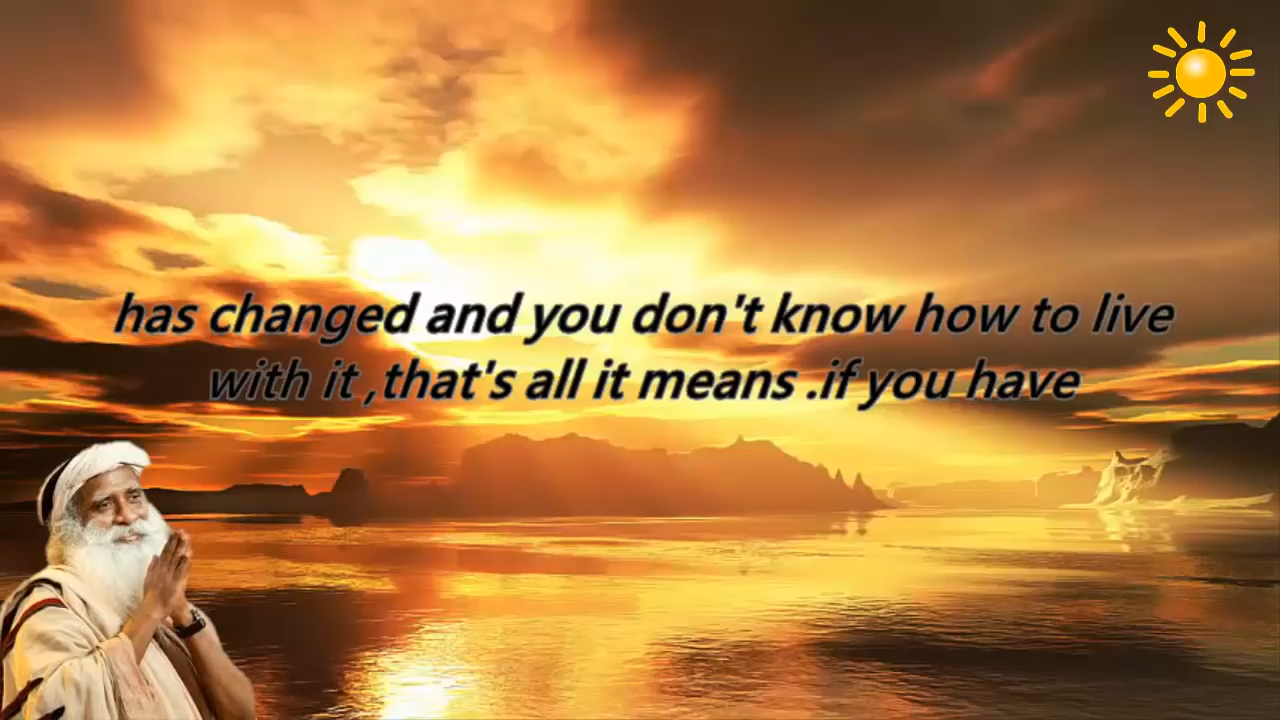 has changed and you don't know how to live
with it ,that's all it means .if you have